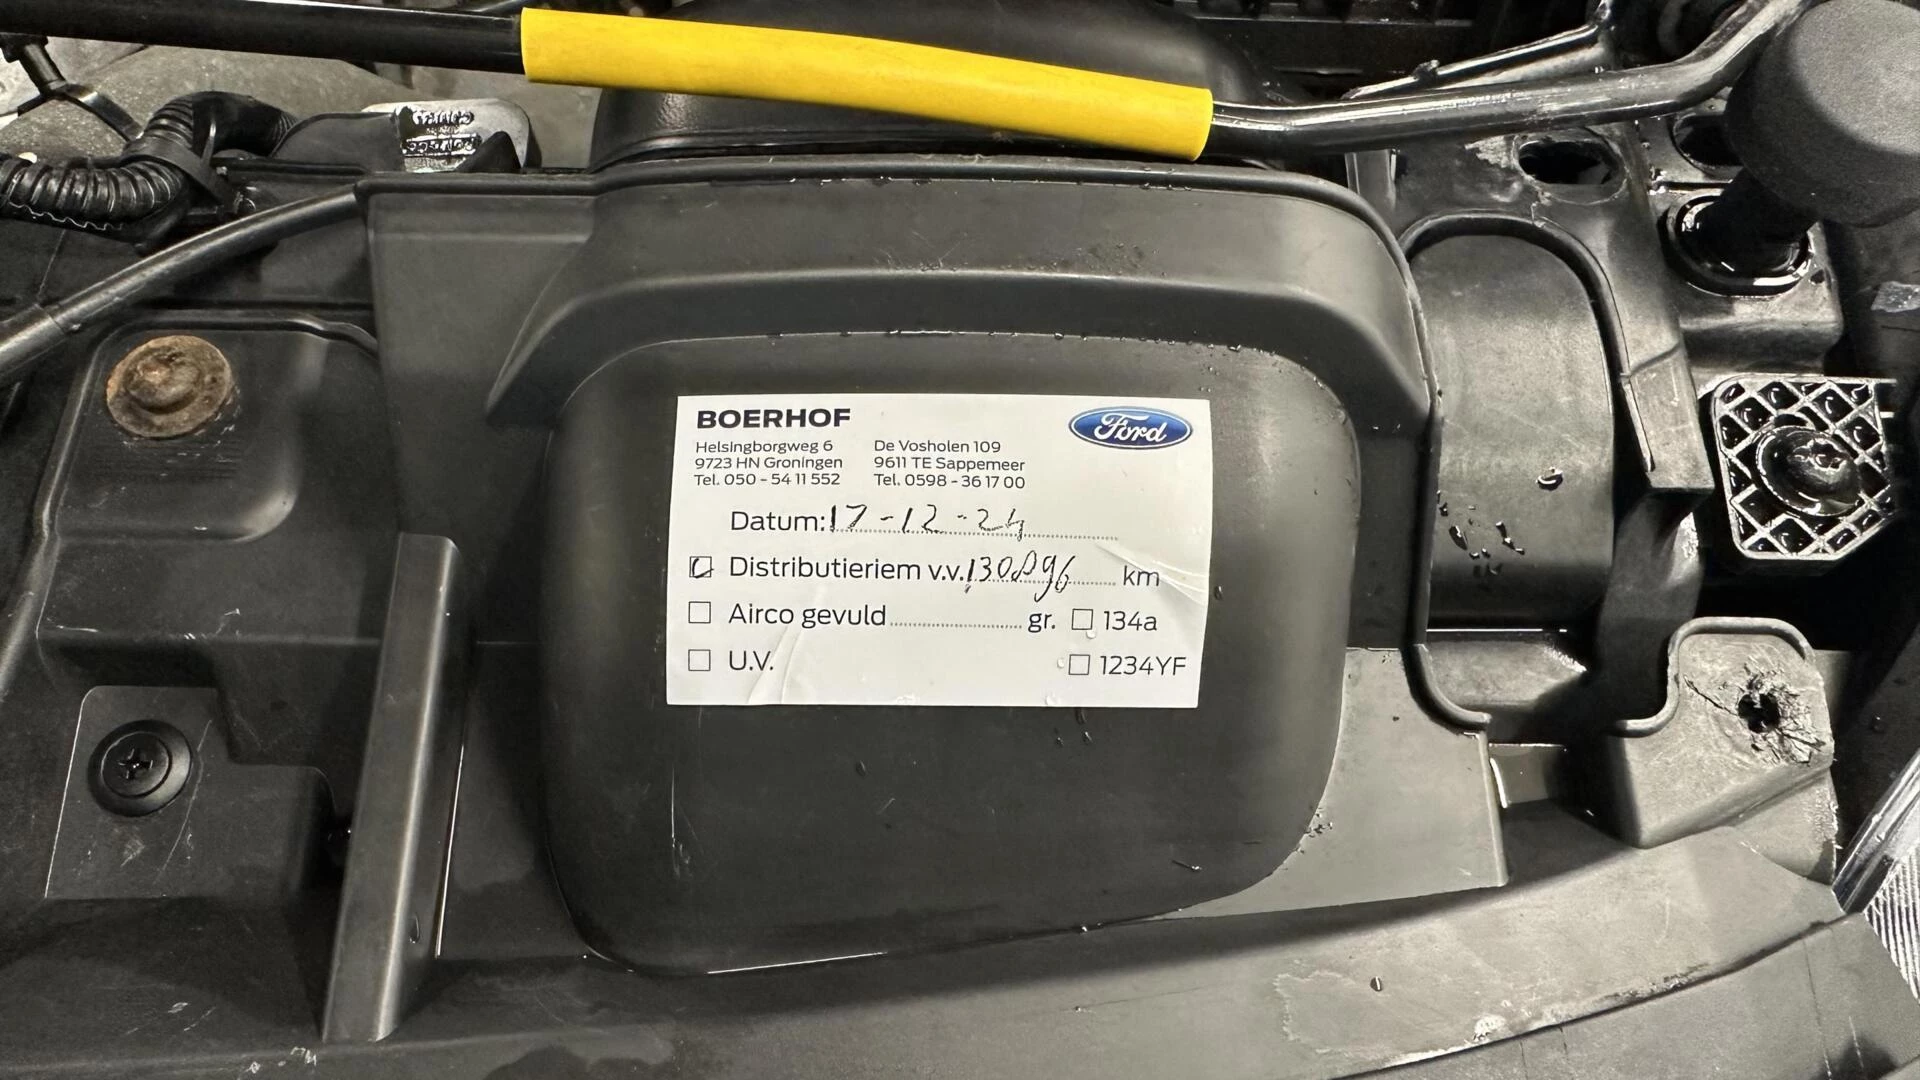 BOERHOF
Ford
Helsingborgweg 6
9723 HN Groningen
Tel. 050 - 54 11 552
De Vosholen 109
9611 TE Sappemeer
Tel. 0598 - 36 17 00
Datum: 17-12-24
Distributieriem v.v. 130896 km
Airco gevuld gr. 134a
U.V. 1234YF